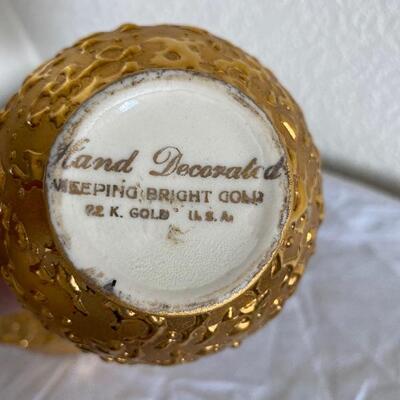 Hand Decorated
WEEPING BRIGHT GOLD
22 K. GOLD U.S.A.